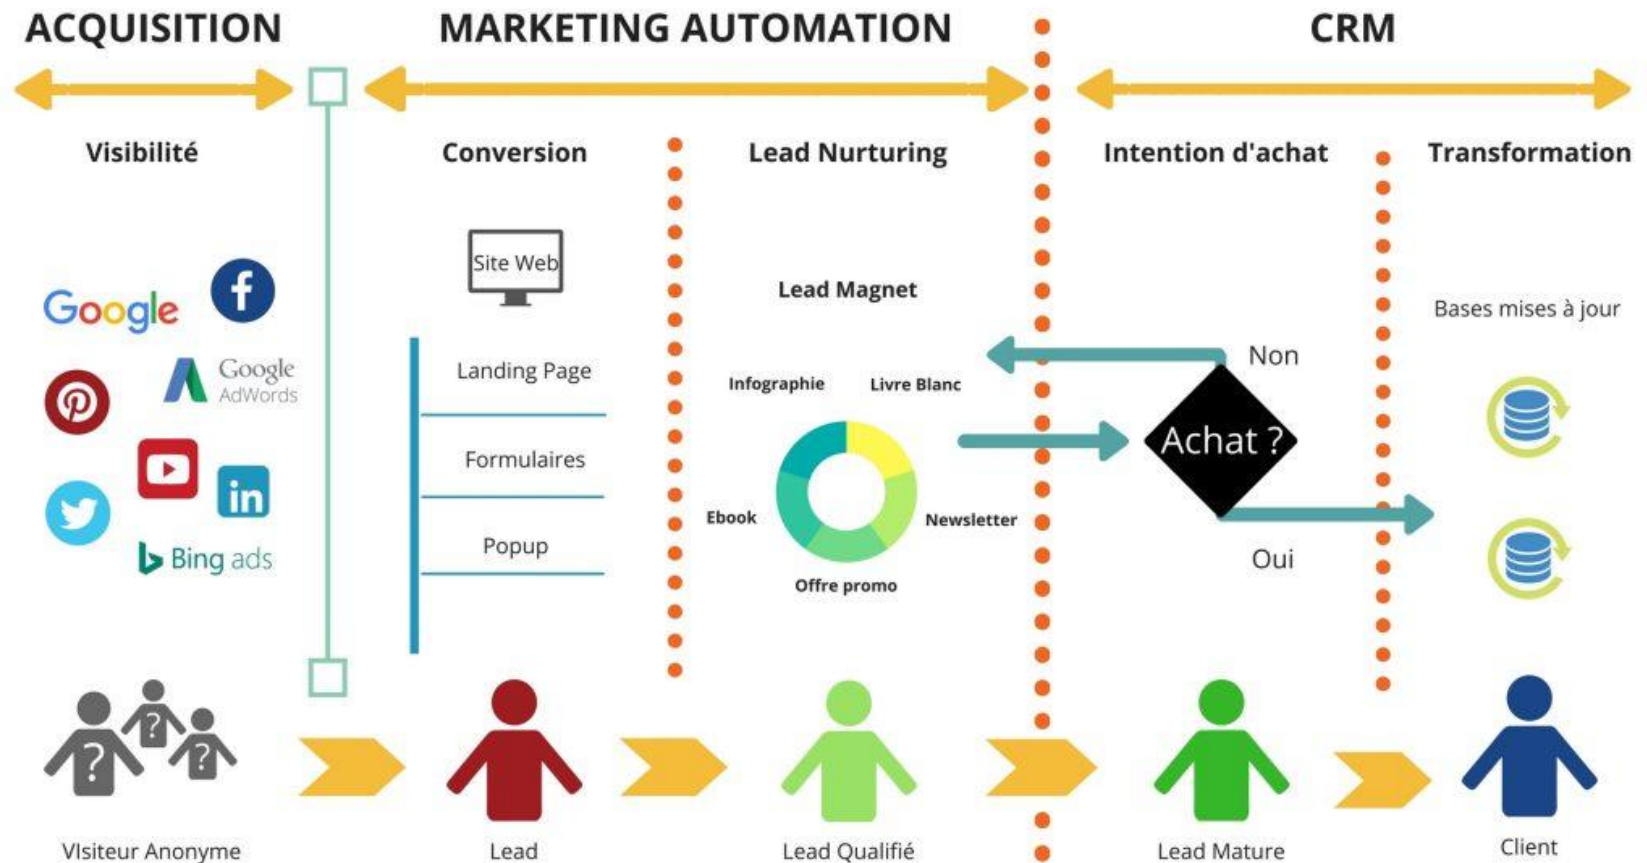 ACQUISITION
MARKETING AUTOMATION
CRM
Visibilité
Conversion
Lead Nurturing
Intention d'achat
Transformation
Google
f
Google
AdWords
in
Bing ads
Site Web
Landing Page
Formulaires
Popup
Lead Magnet
Infographie
Livre Blanc
Ebook
Newsletter
Offre promo
Non
Achat ?
Oui
Bases mises à jour
?
?
?
VIsiteur Anonyme
Lead
Lead Qualifié
Lead Mature
Client